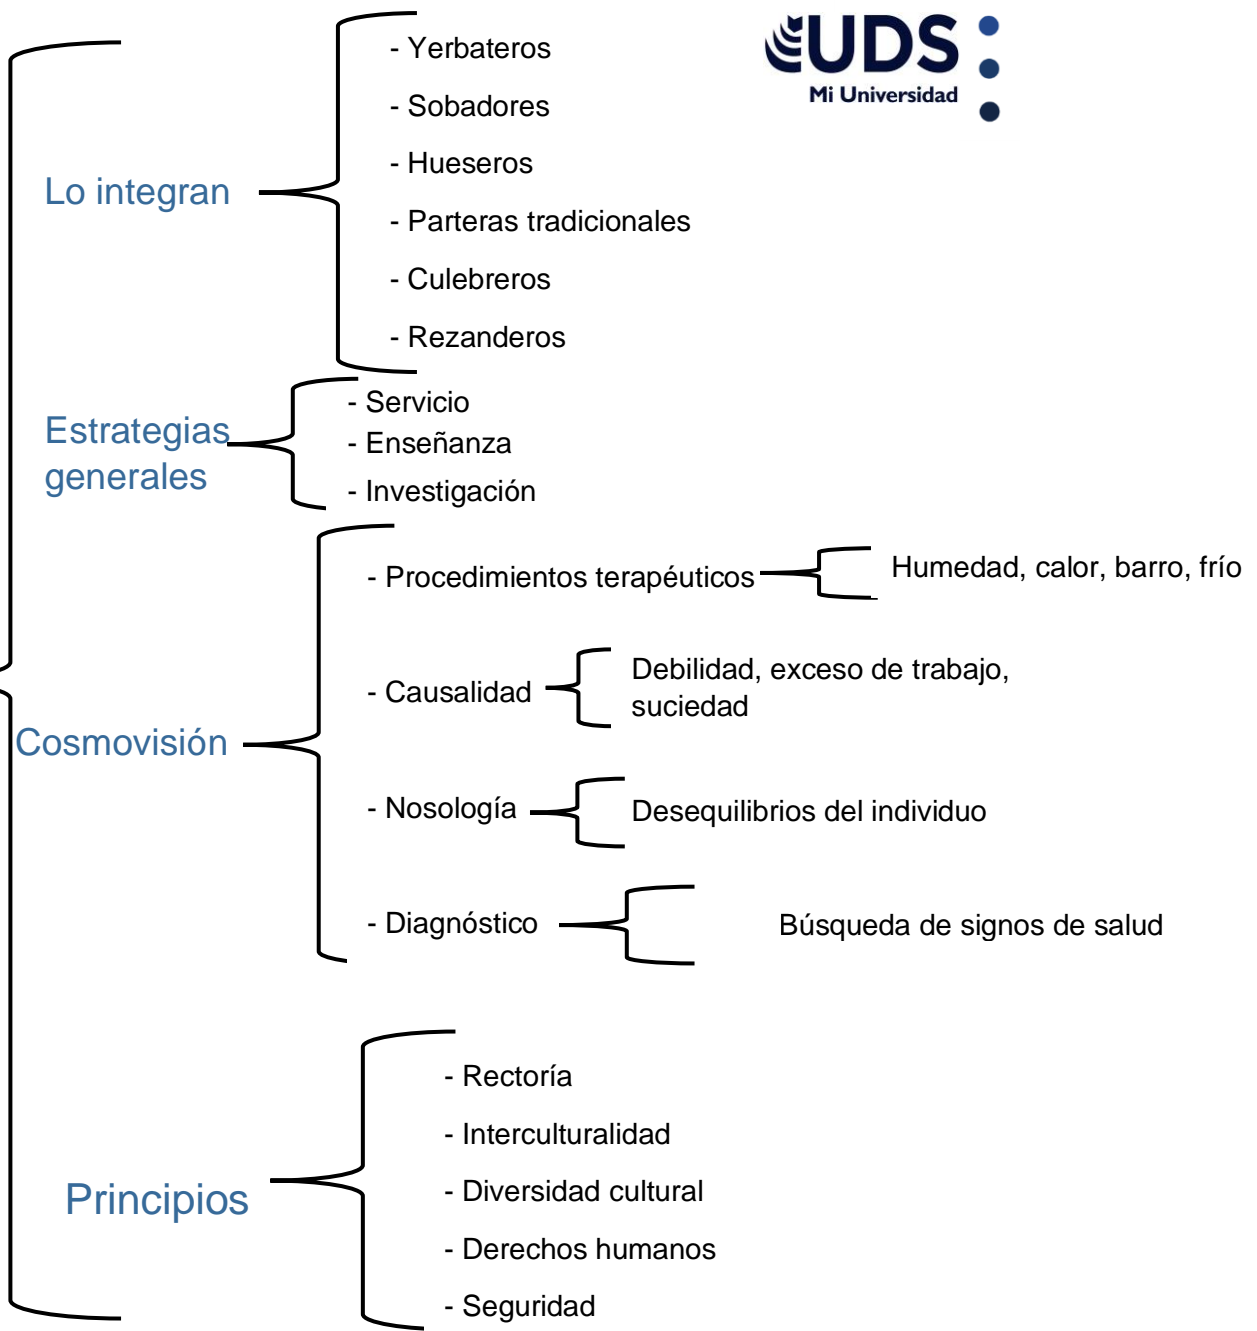 UDS
Mi Universidad
Lo integran
- Yerbateros
- Sobadores
- Hueseros
- Parteras tradicionales
- Culebreros
- Rezanderos
Estrategias
generales
- Servicio
- Enseñanza
- Investigación
Cosmovisión
- Procedimientos terapéuticos
Humedad, calor, barro, frío
- Causalidad
Debilidad, exceso de trabajo,
suciedad
- Nosología
Desequilibrios del individuo
- Diagnóstico
Búsqueda de signos de salud
Principios
- Rectoría
- Interculturalidad
- Diversidad cultural
- Derechos humanos
- Seguridad